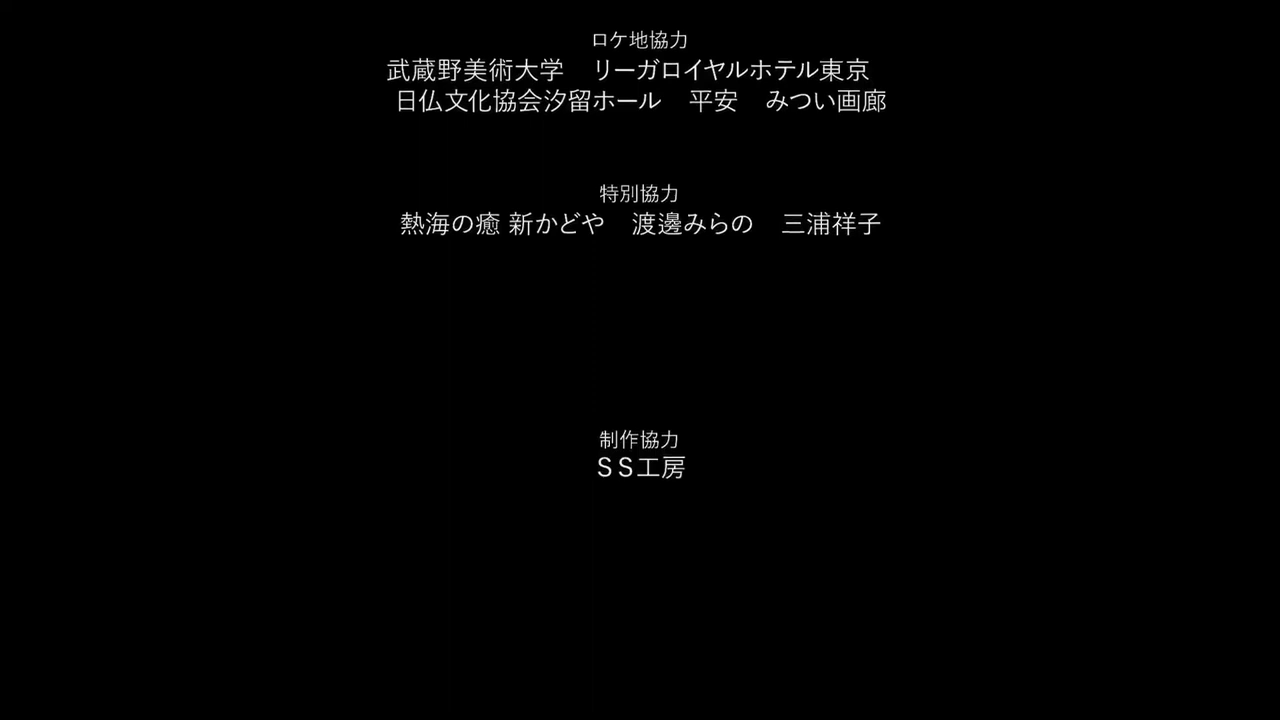 ロケ地協力
武蔵野美術大学　リーガロイヤルホテル東京
日仏文化協会汐留ホール　平安　みつい画廊
特別協力
熱海の癒 新かどや　渡邊みらの　三浦祥子
制作協力
ＳＳ工房